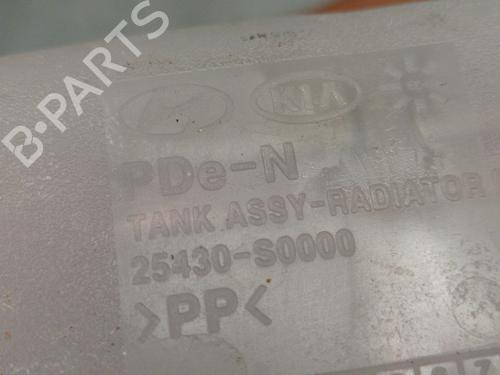 B-PARTS
KIA
PDe-N
TANK ASSY-RADIATOR
25430-S0000
>PP<